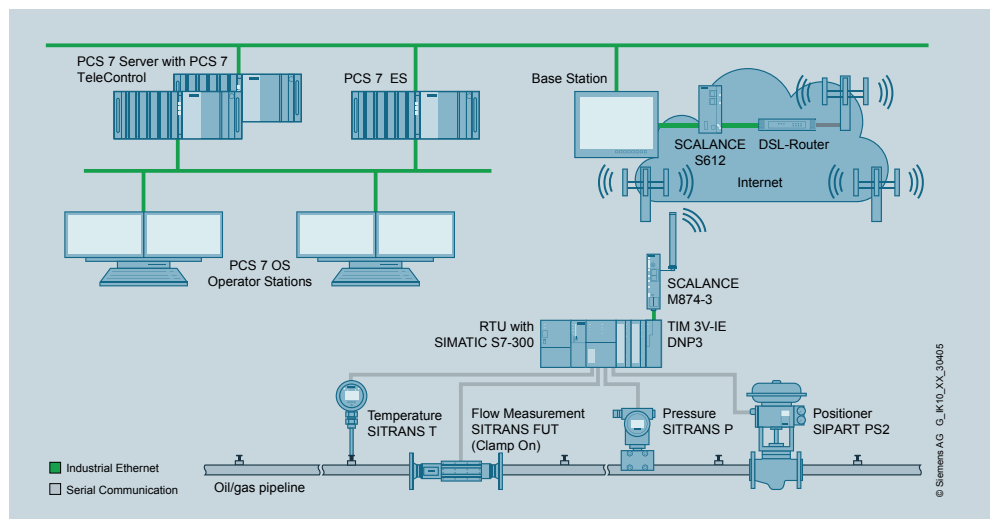 PCS 7 Server with PCS 7
TeleControl
PCS 7 ES
Base Station
SCALANCE
S612
DSL-Router
Internet
PCS 7 OS
Operator Stations
SCALANCE
M874-3
RTU with
SIMATIC S7-300
TIM 3V-IE
DNP3
Temperature
SITRANS T
Flow Measurement
SITRANS FUT
(Clamp On)
Pressure
SITRANS P
Positioner
SIPART PS2
Industrial Ethernet
Serial Communication
Oil/gas pipeline
© Siemens AG G_IK10_XX_30405